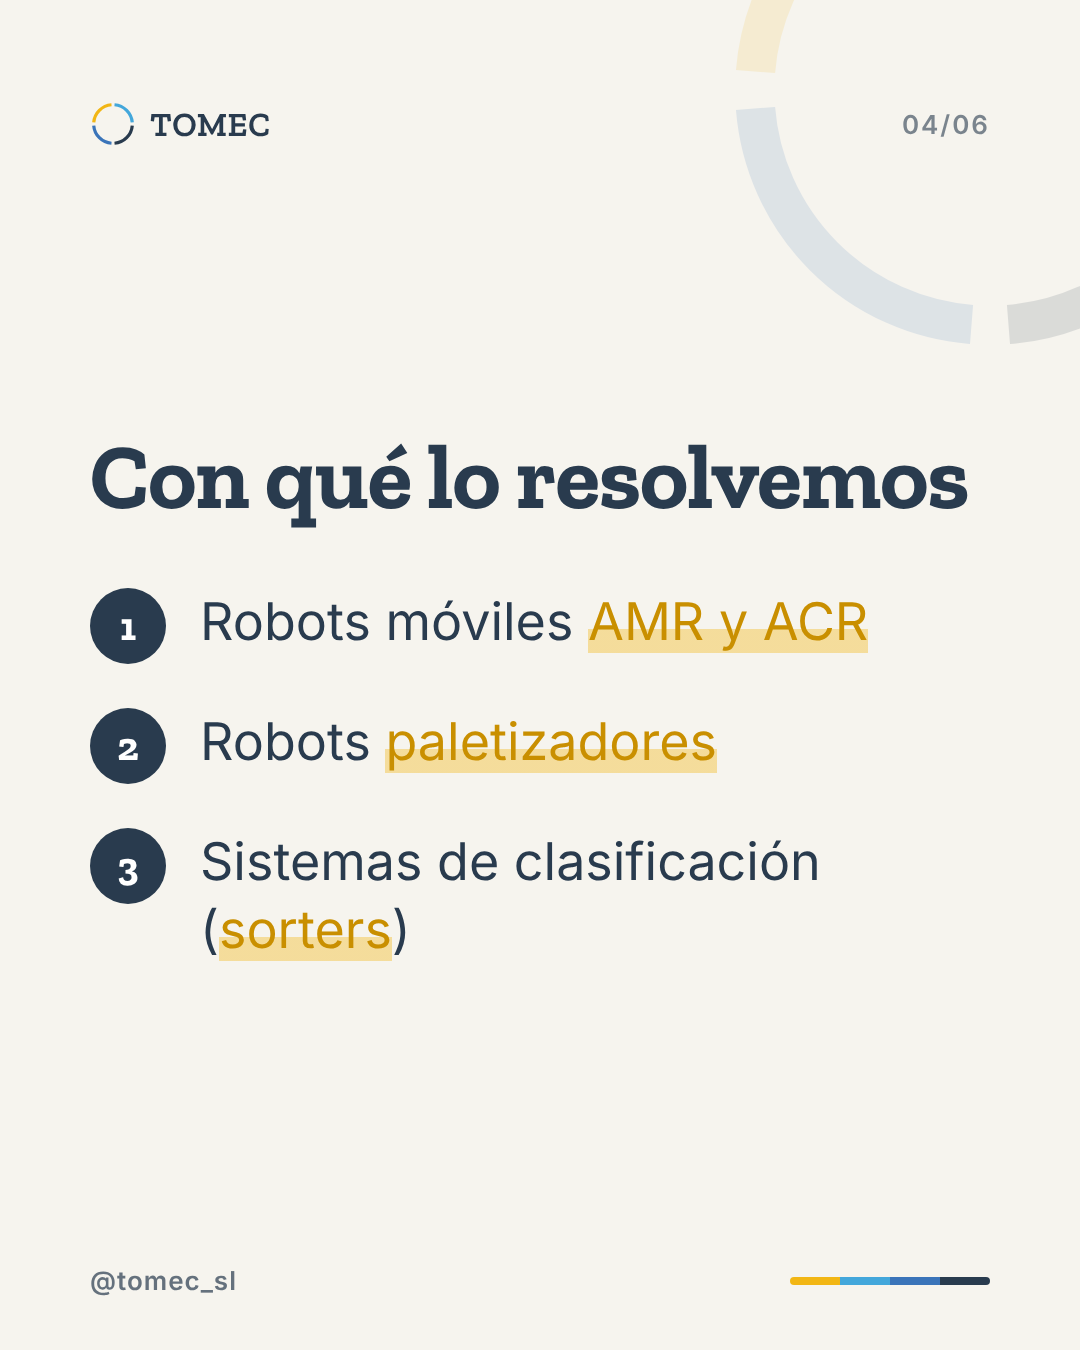 TOMEC
04/06
Con qué lo resolvemos
1 Robots móviles AMR y ACR
2 Robots paletizadores
3 Sistemas de clasificación
(sorters)
@tomec_sl